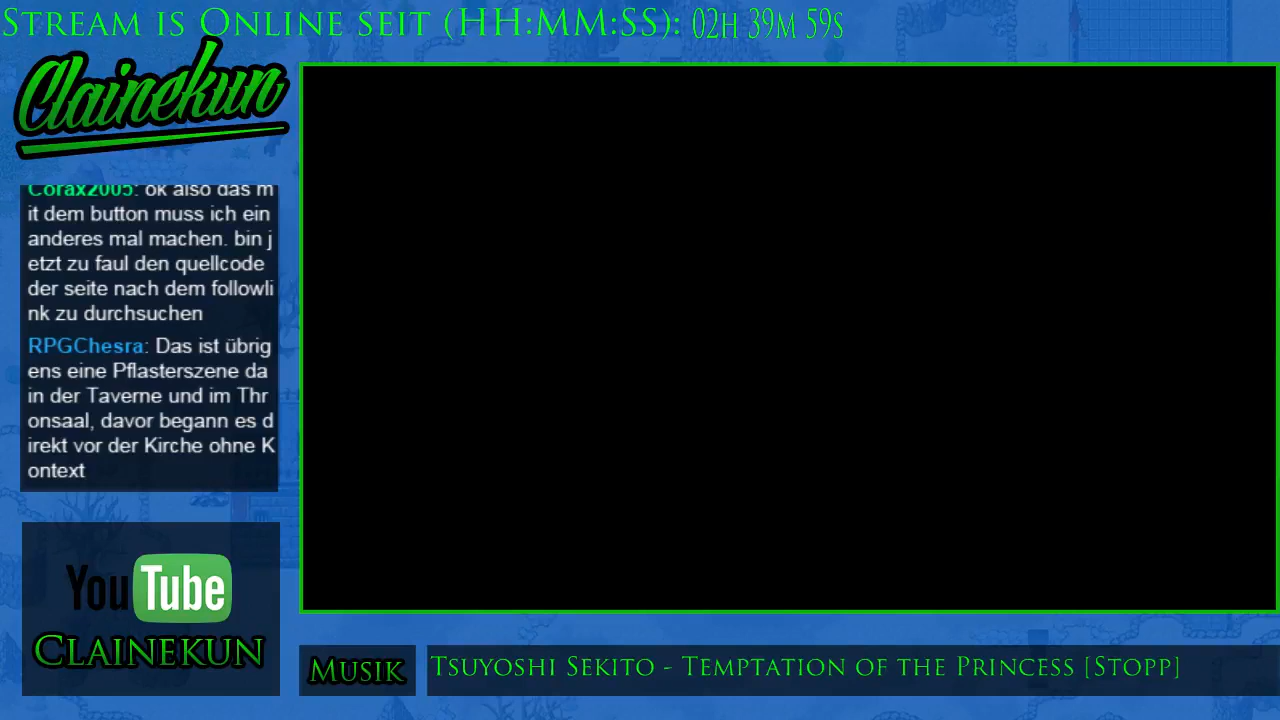 Stream is Online seit (HH:MM:SS): 02h 39m 59s
Clainekun
Corax2005: ok also das m
it dem button muss ich ein
anderes mal machen. bin j
etzt zu faul den quellcode
der seite nach dem followli
nk zu durchsuchen
RPGChesra: Das ist übrig
ens eine Pflasterszene da
in der Taverne und im Thr
onsaal, davor begann es d
irekt vor der Kirche ohne K
ontext
YouTube
Clainekun
Musik
Tsuyoshi Sekito - Temptation of the Princess [Stopp]